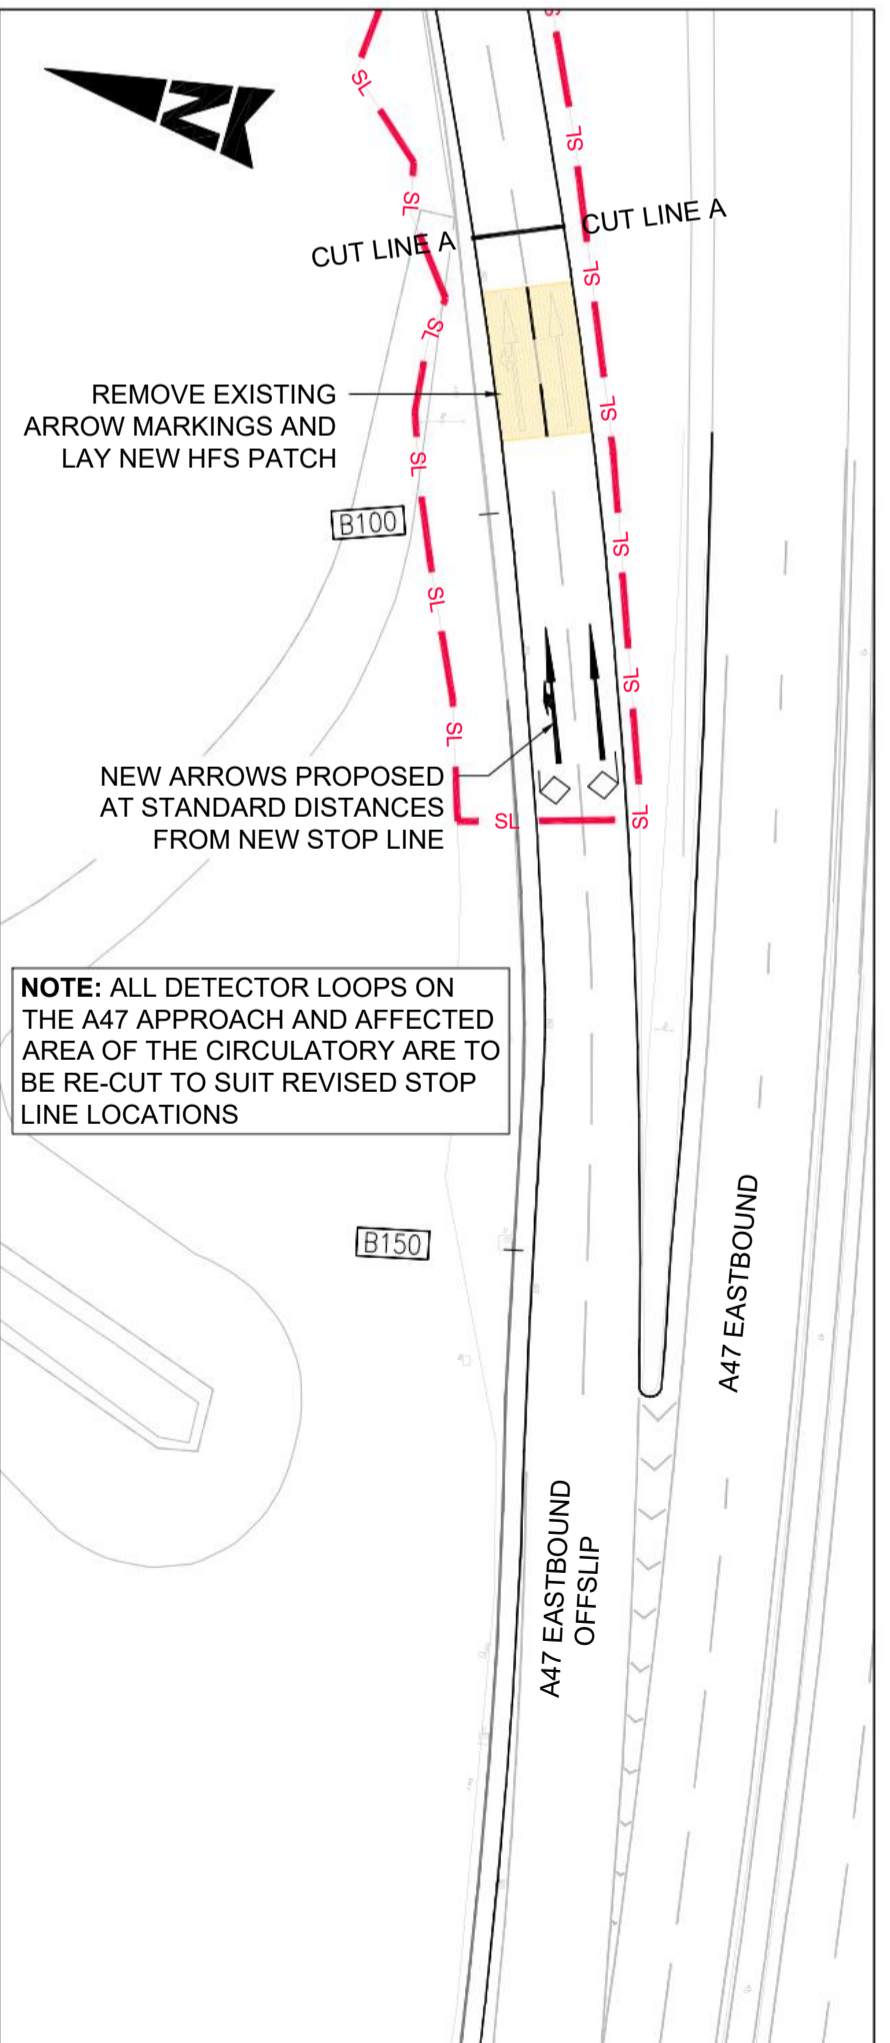 SL
SL
SL
N
SL
SL
CUT LINE A
CUT LINE A
SL
SL
REMOVE EXISTING
ARROW MARKINGS AND
LAY NEW HFS PATCH
SL
SL
B100
SL
SL
SL
SL
NEW ARROWS PROPOSED
AT STANDARD DISTANCES
FROM NEW STOP LINE
SL
SL
NOTE: ALL DETECTOR LOOPS ON
THE A47 APPROACH AND AFFECTED
AREA OF THE CIRCULATORY ARE TO
BE RE-CUT TO SUIT REVISED STOP
LINE LOCATIONS
B150
A47 EASTBOUND
A47 EASTBOUND
OFFSLIP